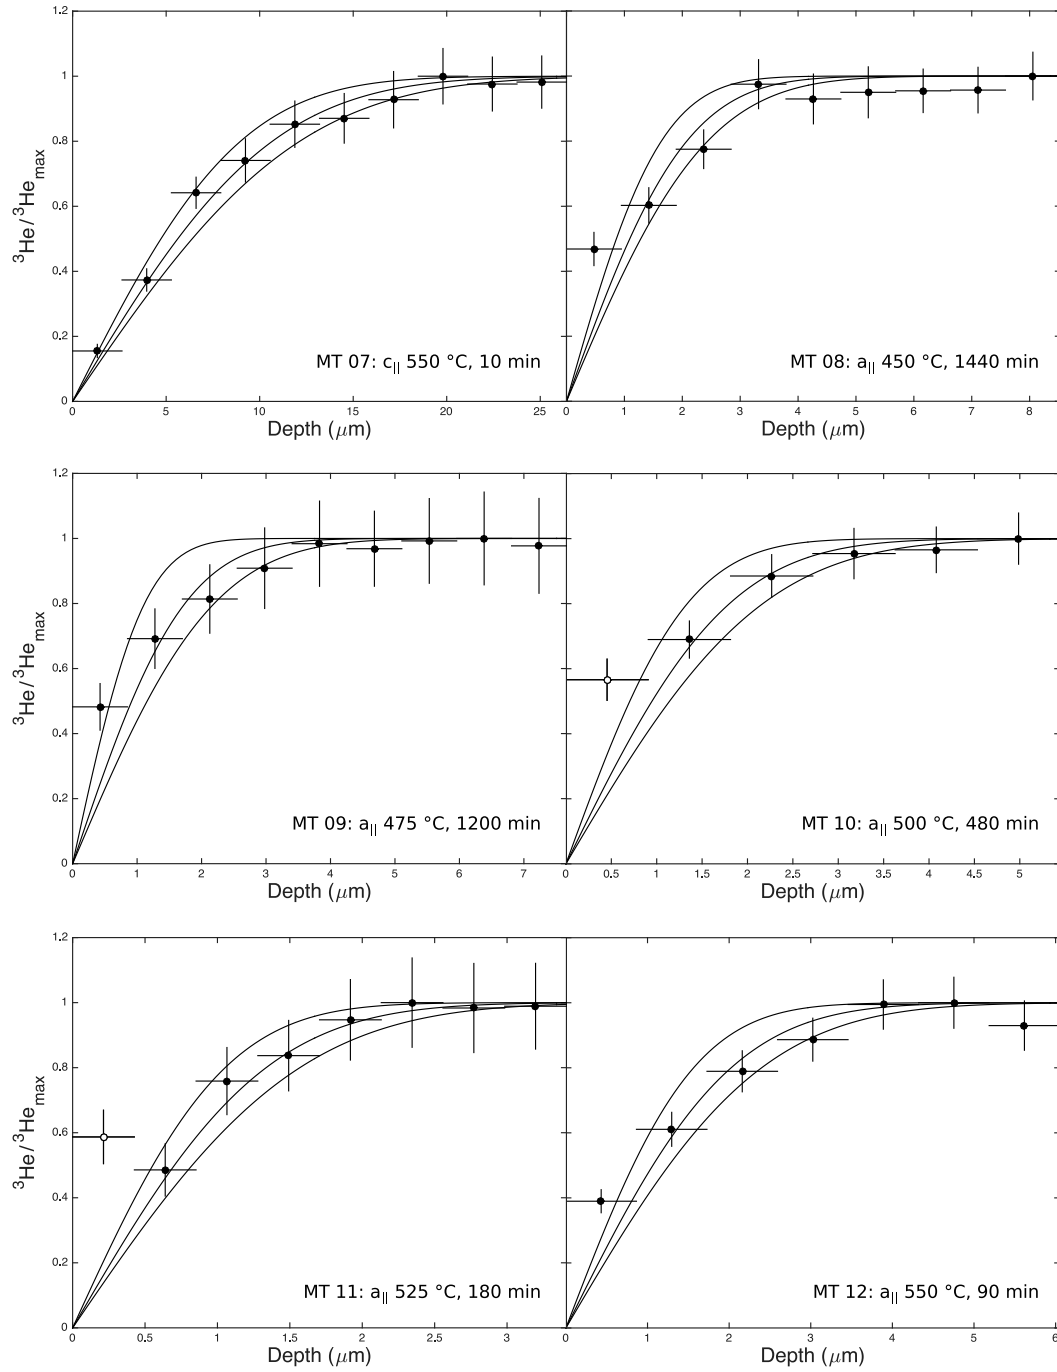 1.2
1
0.8
0.6
0.4
0.2
0
³He/³Heₘₐₓ
MT 07: c|| 550 °C, 10 min
MT 08: a|| 450 °C, 1440 min
0 5 10 15 20 25
0 1 2 3 4 5 6 7 8
Depth (μm)
Depth (μm)
1.2
1
0.8
0.6
0.4
0.2
0
³He/³Heₘₐₓ
MT 09: a|| 475 °C, 1200 min
MT 10: a|| 500 °C, 480 min
0 1 2 3 4 5 6 7
0 0.5 1 1.5 2 2.5 3 3.5 4 4.5 5
Depth (μm)
Depth (μm)
1.2
1
0.8
0.6
0.4
0.2
0
³He/³Heₘₐₓ
MT 11: a|| 525 °C, 180 min
MT 12: a|| 550 °C, 90 min
0 0.5 1 1.5 2 2.5 3
0 1 2 3 4 5 6
Depth (μm)
Depth (μm)